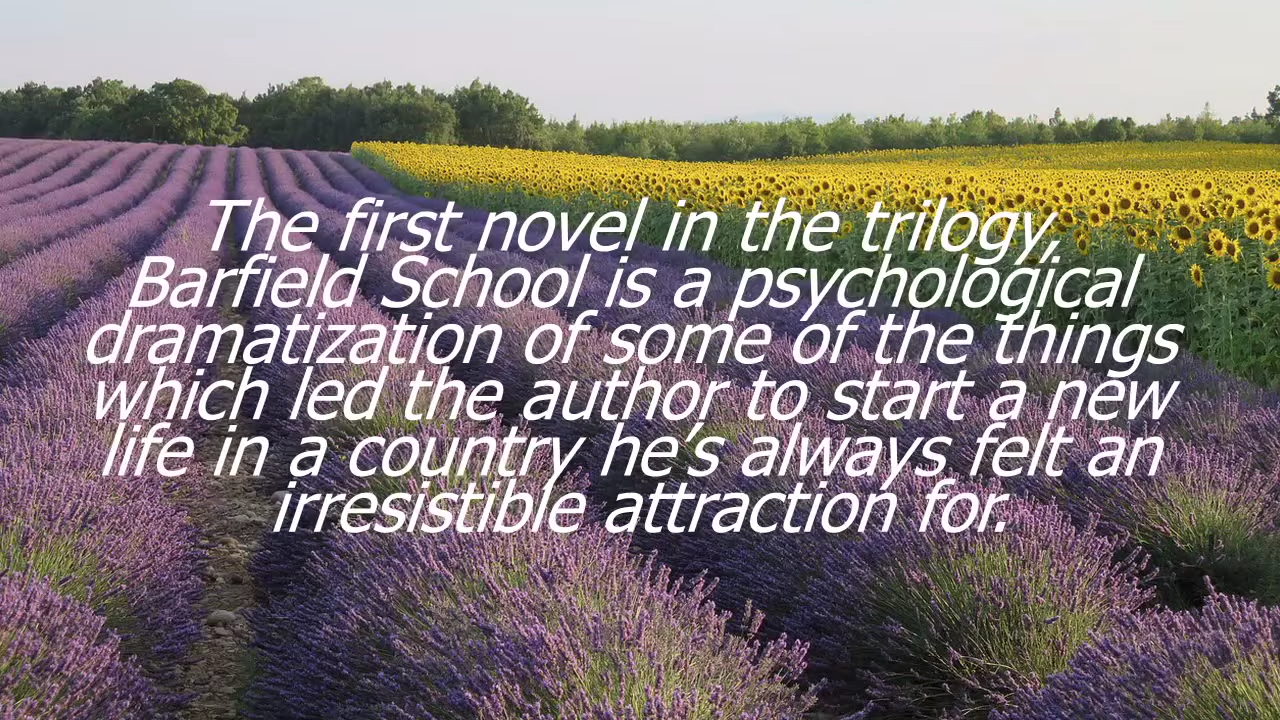 The first novel in the trilogy,
Barfield School is a psychological
dramatization of some of the things
which led the author to start a new
life in a country he’s always felt an
irresistible attraction for.